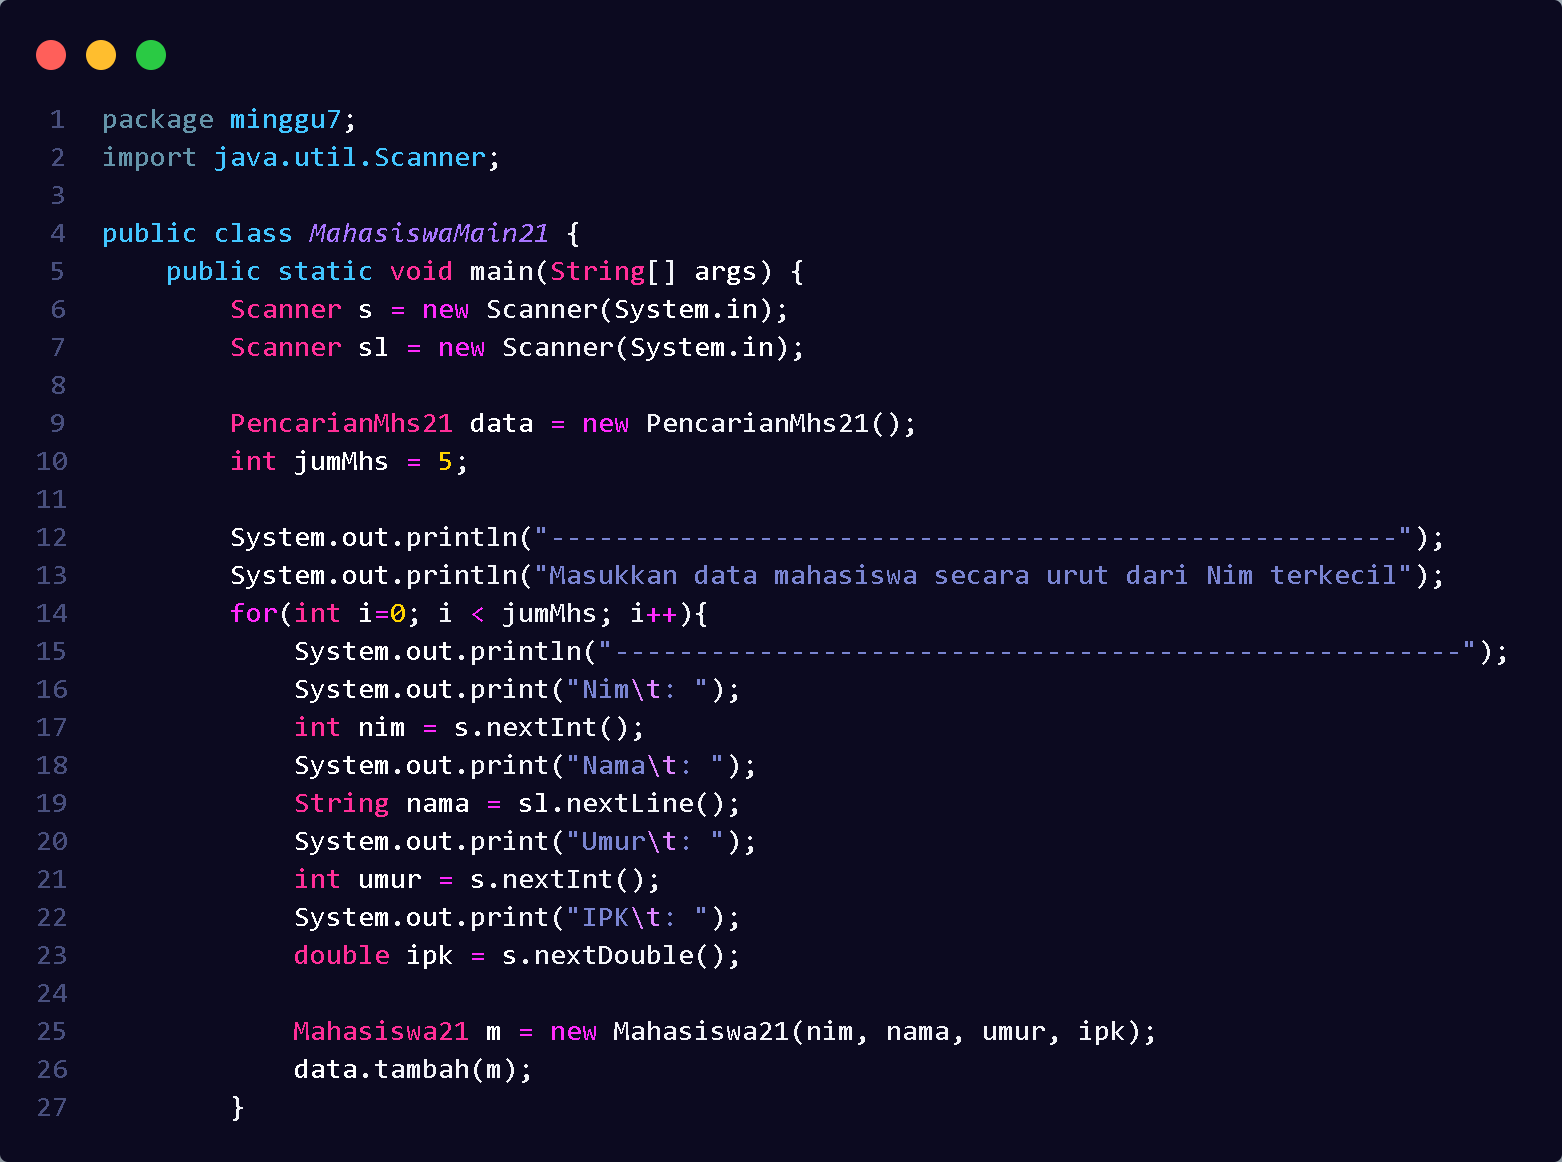 1 package minggu7;
2 import java.util.Scanner;
3
4 public class MahasiswaMain21 {
5     public static void main(String[] args) {
6         Scanner s = new Scanner(System.in);
7         Scanner sl = new Scanner(System.in);
8
9         PencarianMhs21 data = new PencarianMhs21();
10         int jumMhs = 5;
11
12         System.out.println("-----------------------------------------------------");
13         System.out.println("Masukkan data mahasiswa secara urut dari Nim terkecil");
14         for(int i=0; i < jumMhs; i++){
15             System.out.println("-----------------------------------------------------");
16             System.out.print("Nim\t: ");
17             int nim = s.nextInt();
18             System.out.print("Nama\t: ");
19             String nama = sl.nextLine();
20             System.out.print("Umur\t: ");
21             int umur = s.nextInt();
22             System.out.print("IPK\t: ");
23             double ipk = s.nextDouble();
24
25             Mahasiswa21 m = new Mahasiswa21(nim, nama, umur, ipk);
26             data.tambah(m);
27         }